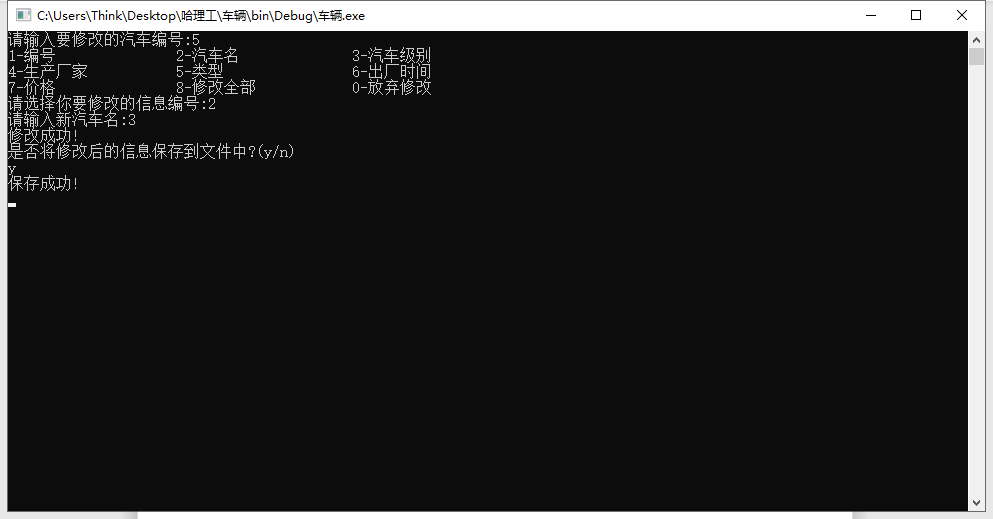 C:\Users\Think\Desktop\哈理工\车辆\bin\Debug\车辆.exe
请输入要修改的汽车编号:5
1-编号 2-汽车名 3-汽车级别
4-生产厂家 5-类型 6-出厂时间
7-价格 8-修改全部 0-放弃修改
请选择你要修改的信息编号:2
请输入新汽车名:3
修改成功!
是否将修改后的信息保存到文件中?(y/n)
y
保存成功!